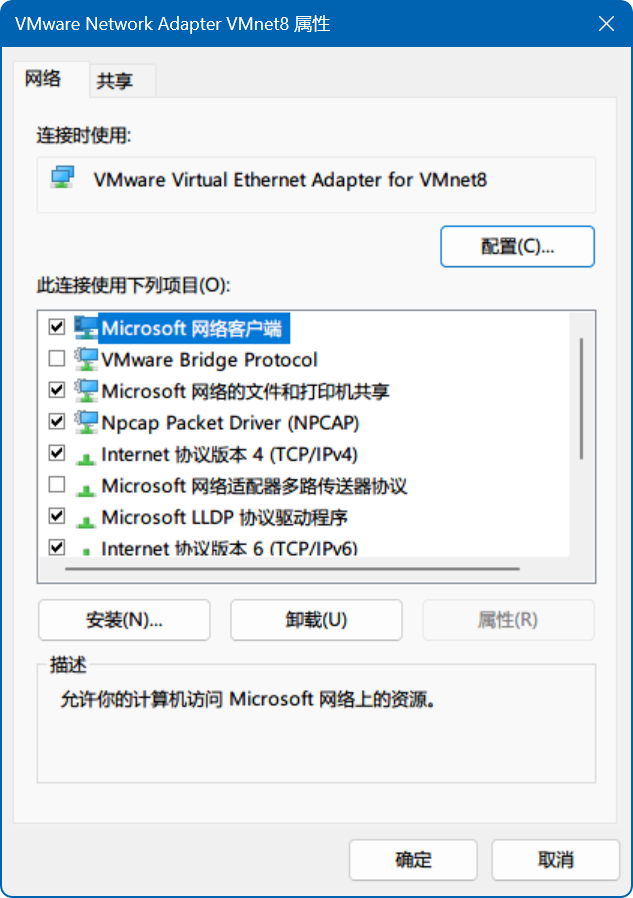 VMware Network Adapter VMnet8 属性
网络
共享
连接时使用:
VMware Virtual Ethernet Adapter for VMnet8
配置(C)...
此连接使用下列项目(O):
Microsoft 网络客户端
VMware Bridge Protocol
Microsoft 网络的文件和打印机共享
Npcap Packet Driver (NPCAP)
Internet 协议版本 4 (TCP/IPv4)
Microsoft 网络适配器多路传送器协议
Microsoft LLDP 协议驱动程序
Internet 协议版本 6 (TCP/IPv6)
安装(N)...
卸载(U)
属性(R)
描述
允许你的计算机访问 Microsoft 网络上的资源。
确定
取消